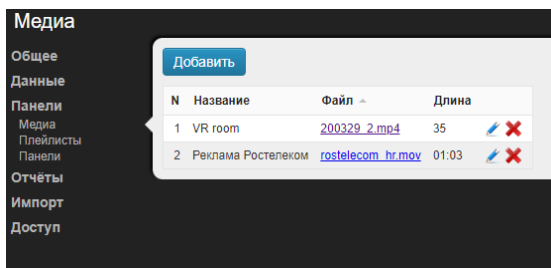 Медиа
Общее
Данные
Панели
Медиа
Плейлисты
Панели
Отчёты
Импорт
Доступ
Добавить
N Название Файл Длина
1 VR room 200329_2.mp4 35
2 Реклама Ростелеком rostelecom_hr.mov 01:03